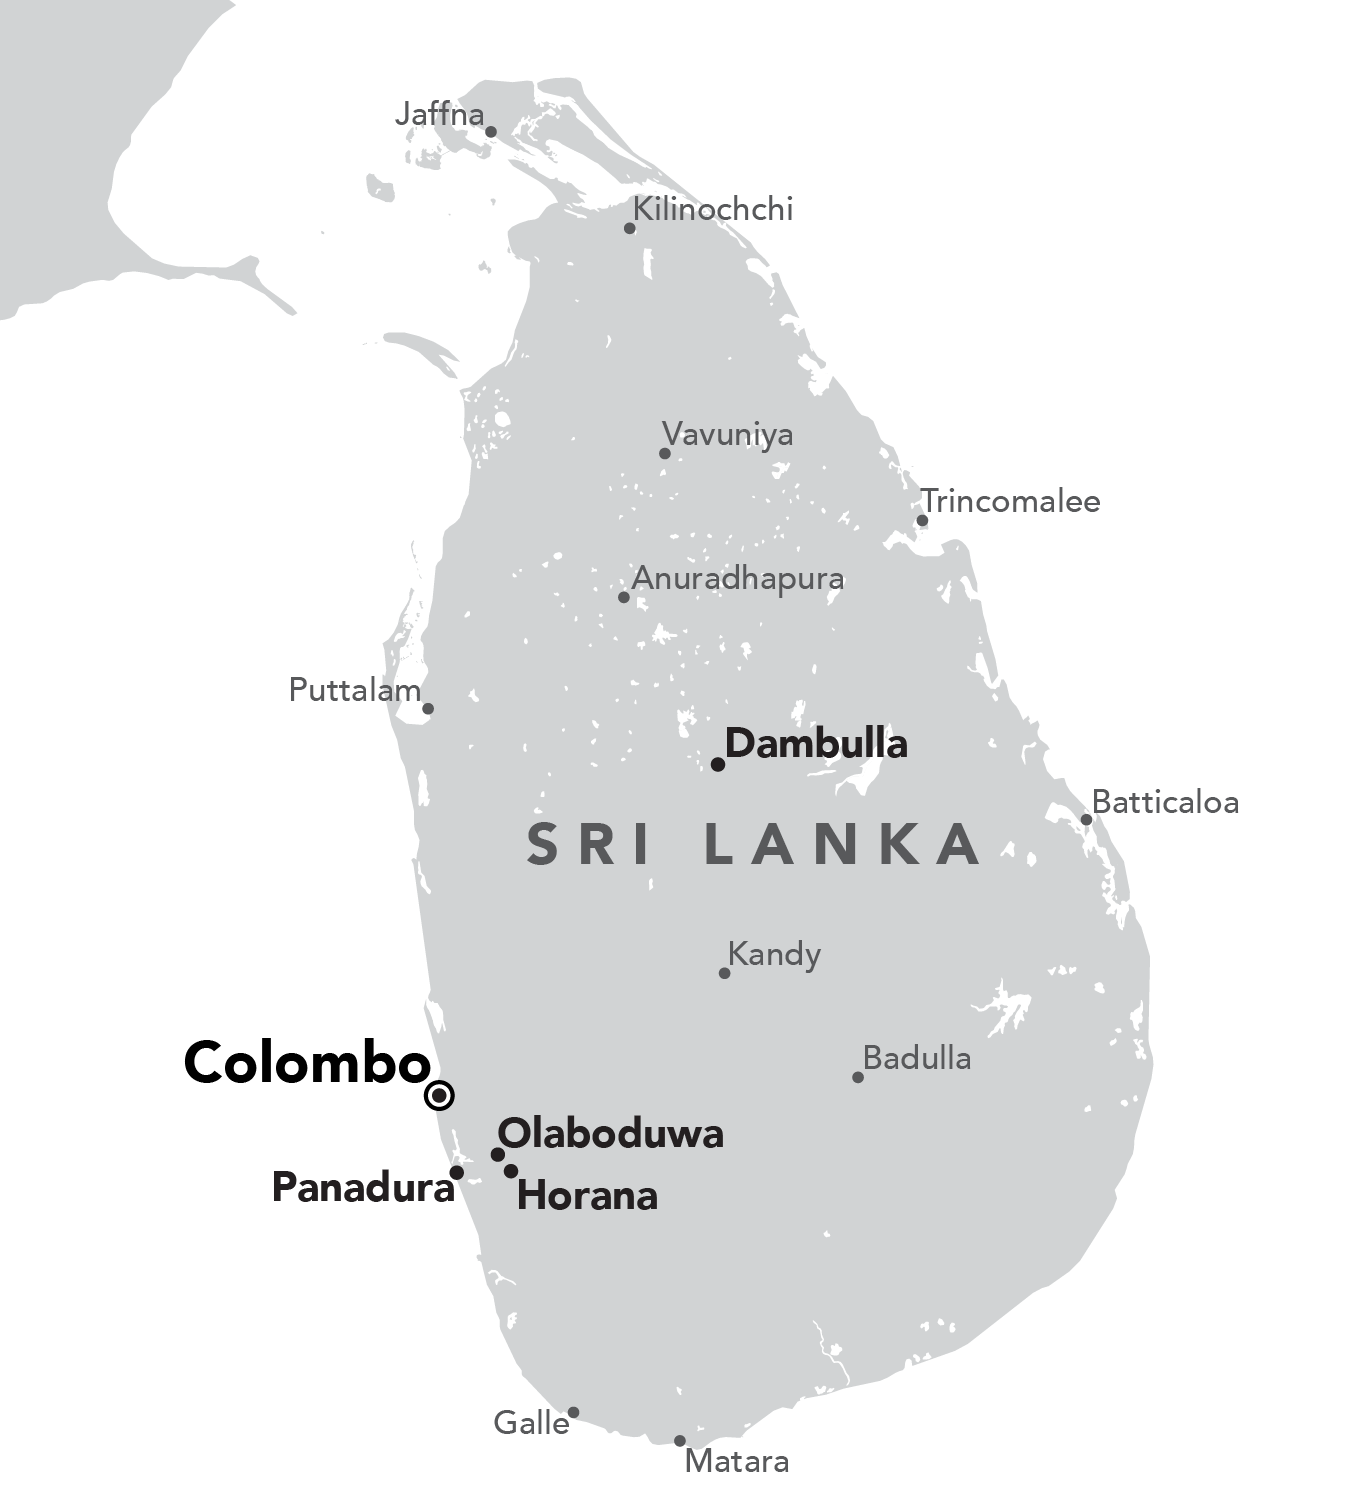 Jaffna
Kilinochchi
Vavuniya
Trincomalee
Anuradhapura
Puttalam
Dambulla
Batticaloa
SRI LANKA
Kandy
Colombo
Badulla
Olaboduwa
Panadura
Horana
Galle
Matara